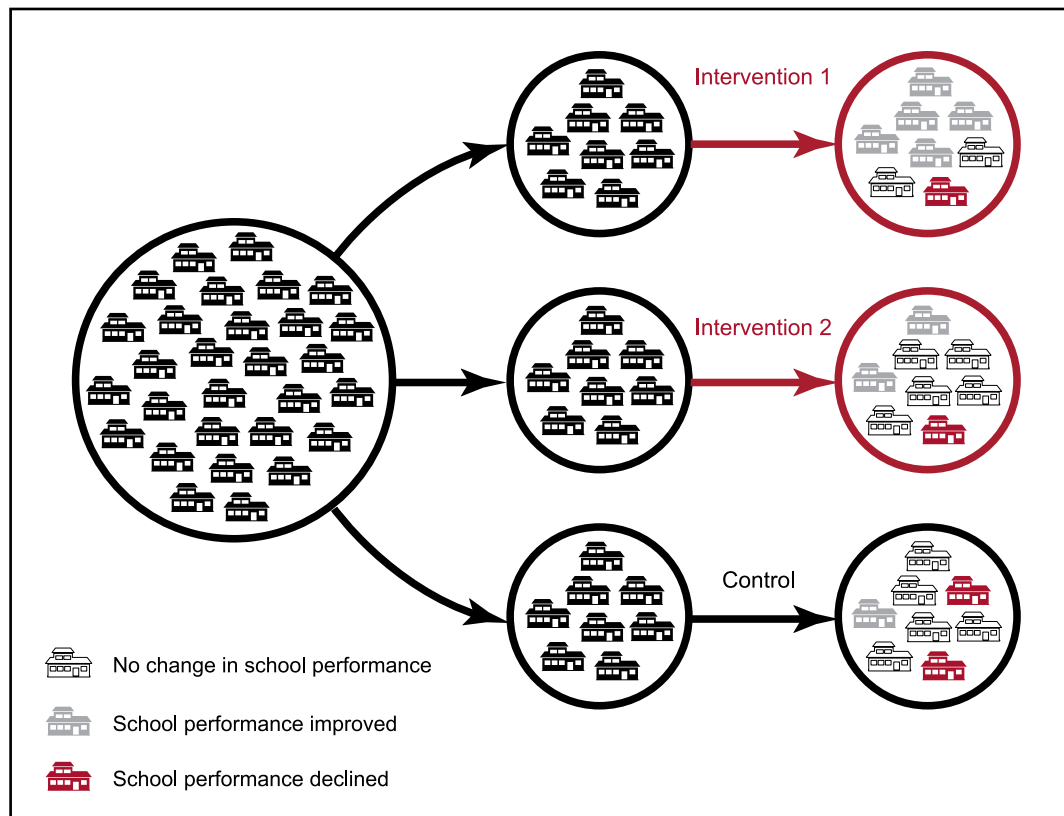 Intervention 1
Intervention 2
Control
No change in school performance
School performance improved
School performance declined